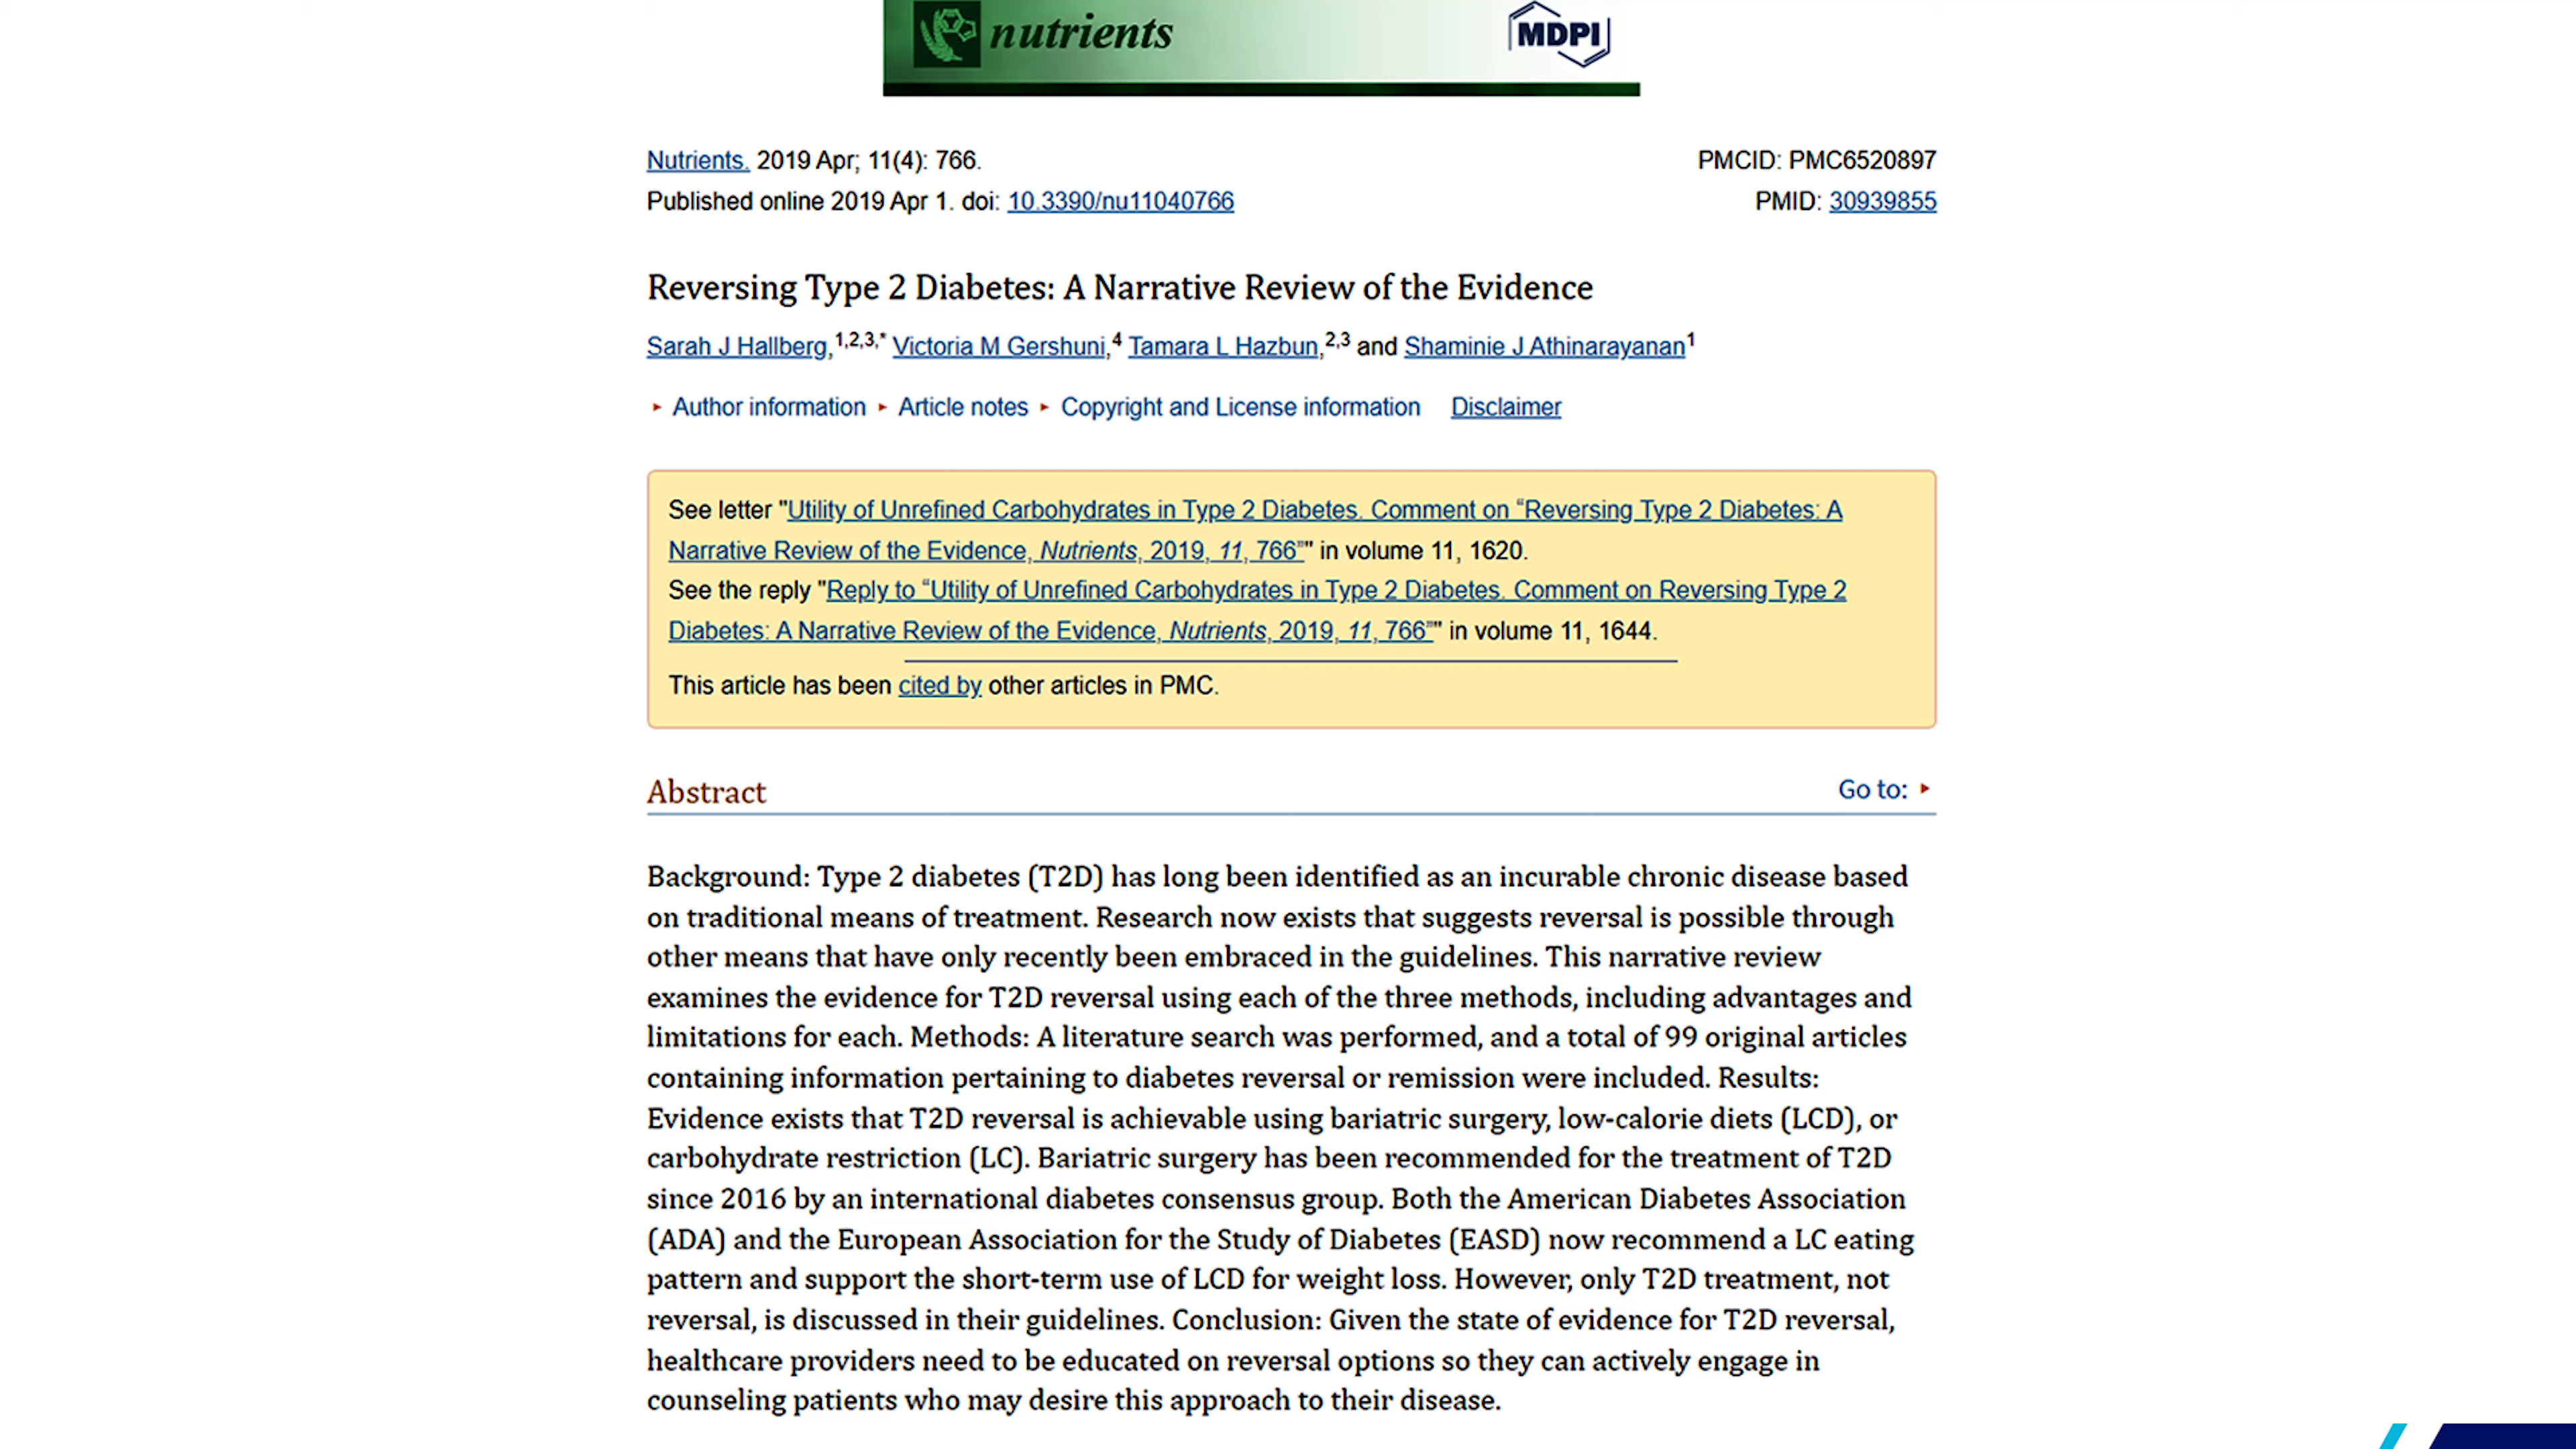 nutrients
MDPI
Nutrients. 2019 Apr; 11(4): 766.
PMCID: PMC6520897
Published online 2019 Apr 1. doi: 10.3390/nu11040766
PMID: 30939855
Reversing Type 2 Diabetes: A Narrative Review of the Evidence
Sarah J Hallberg,1,2,3,* Victoria M Gershuni,4 Tamara L Hazbun,2,3 and Shaminie J Athinarayanan1
▸ Author information ▸ Article notes ▸ Copyright and License information Disclaimer
See letter "Utility of Unrefined Carbohydrates in Type 2 Diabetes. Comment on “Reversing Type 2 Diabetes: A
Narrative Review of the Evidence, Nutrients, 2019, 11, 766”" in volume 11, 1620.
See the reply "Reply to “Utility of Unrefined Carbohydrates in Type 2 Diabetes. Comment on Reversing Type 2
Diabetes: A Narrative Review of the Evidence, Nutrients, 2019, 11, 766”" in volume 11, 1644.
This article has been cited by other articles in PMC.
Abstract
Go to: ▸
Background: Type 2 diabetes (T2D) has long been identified as an incurable chronic disease based
on traditional means of treatment. Research now exists that suggests reversal is possible through
other means that have only recently been embraced in the guidelines. This narrative review
examines the evidence for T2D reversal using each of the three methods, including advantages and
limitations for each. Methods: A literature search was performed, and a total of 99 original articles
containing information pertaining to diabetes reversal or remission were included. Results:
Evidence exists that T2D reversal is achievable using bariatric surgery, low-calorie diets (LCD), or
carbohydrate restriction (LC). Bariatric surgery has been recommended for the treatment of T2D
since 2016 by an international diabetes consensus group. Both the American Diabetes Association
(ADA) and the European Association for the Study of Diabetes (EASD) now recommend a LC eating
pattern and support the short-term use of LCD for weight loss. However, only T2D treatment, not
reversal, is discussed in their guidelines. Conclusion: Given the state of evidence for T2D reversal,
healthcare providers need to be educated on reversal options so they can actively engage in
counseling patients who may desire this approach to their disease.